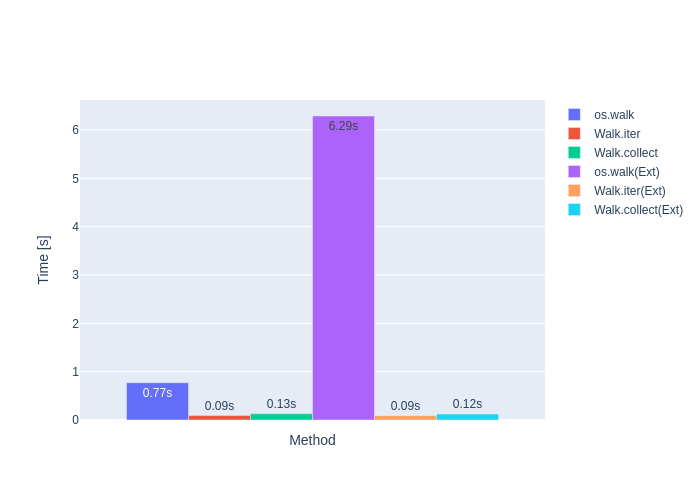 Time [s]
6
5
4
3
2
1
0
0.77s
0.09s
0.13s
6.29s
0.09s
0.12s
Method
os.walk
Walk.iter
Walk.collect
os.walk(Ext)
Walk.iter(Ext)
Walk.collect(Ext)